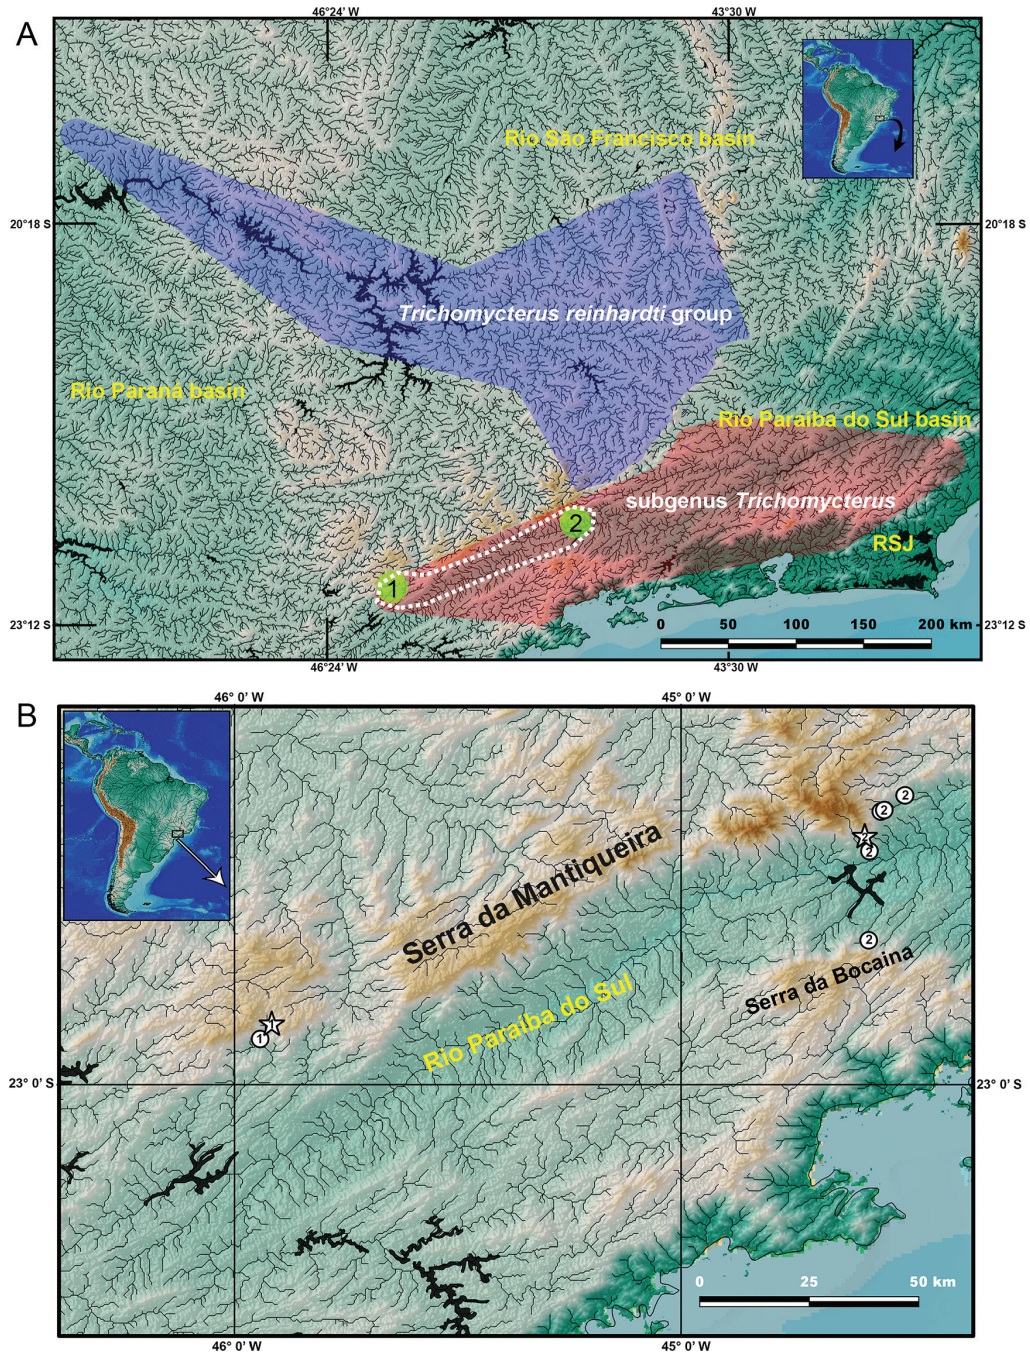 A
46°24' W
43°30' W
Rio São Francisco basin
20°18' S
20°18' S
Trichomycterus reinhardti group
Rio Paraná basin
Rio Paraíba do Sul basin
subgenus Trichomycterus
2
RSJ
1
23°12' S
23°12' S
0 50 100 150 200 km
46°24' W
43°30' W
B
46° 0' W
45° 0' W
2
2
2
2
Serra da Mantiqueira
2
Serra da Bocaina
Rio Paraíba do Sul
1
1
23° 0' S
23° 0' S
0 25 50 km
46° 0' W
45° 0' W